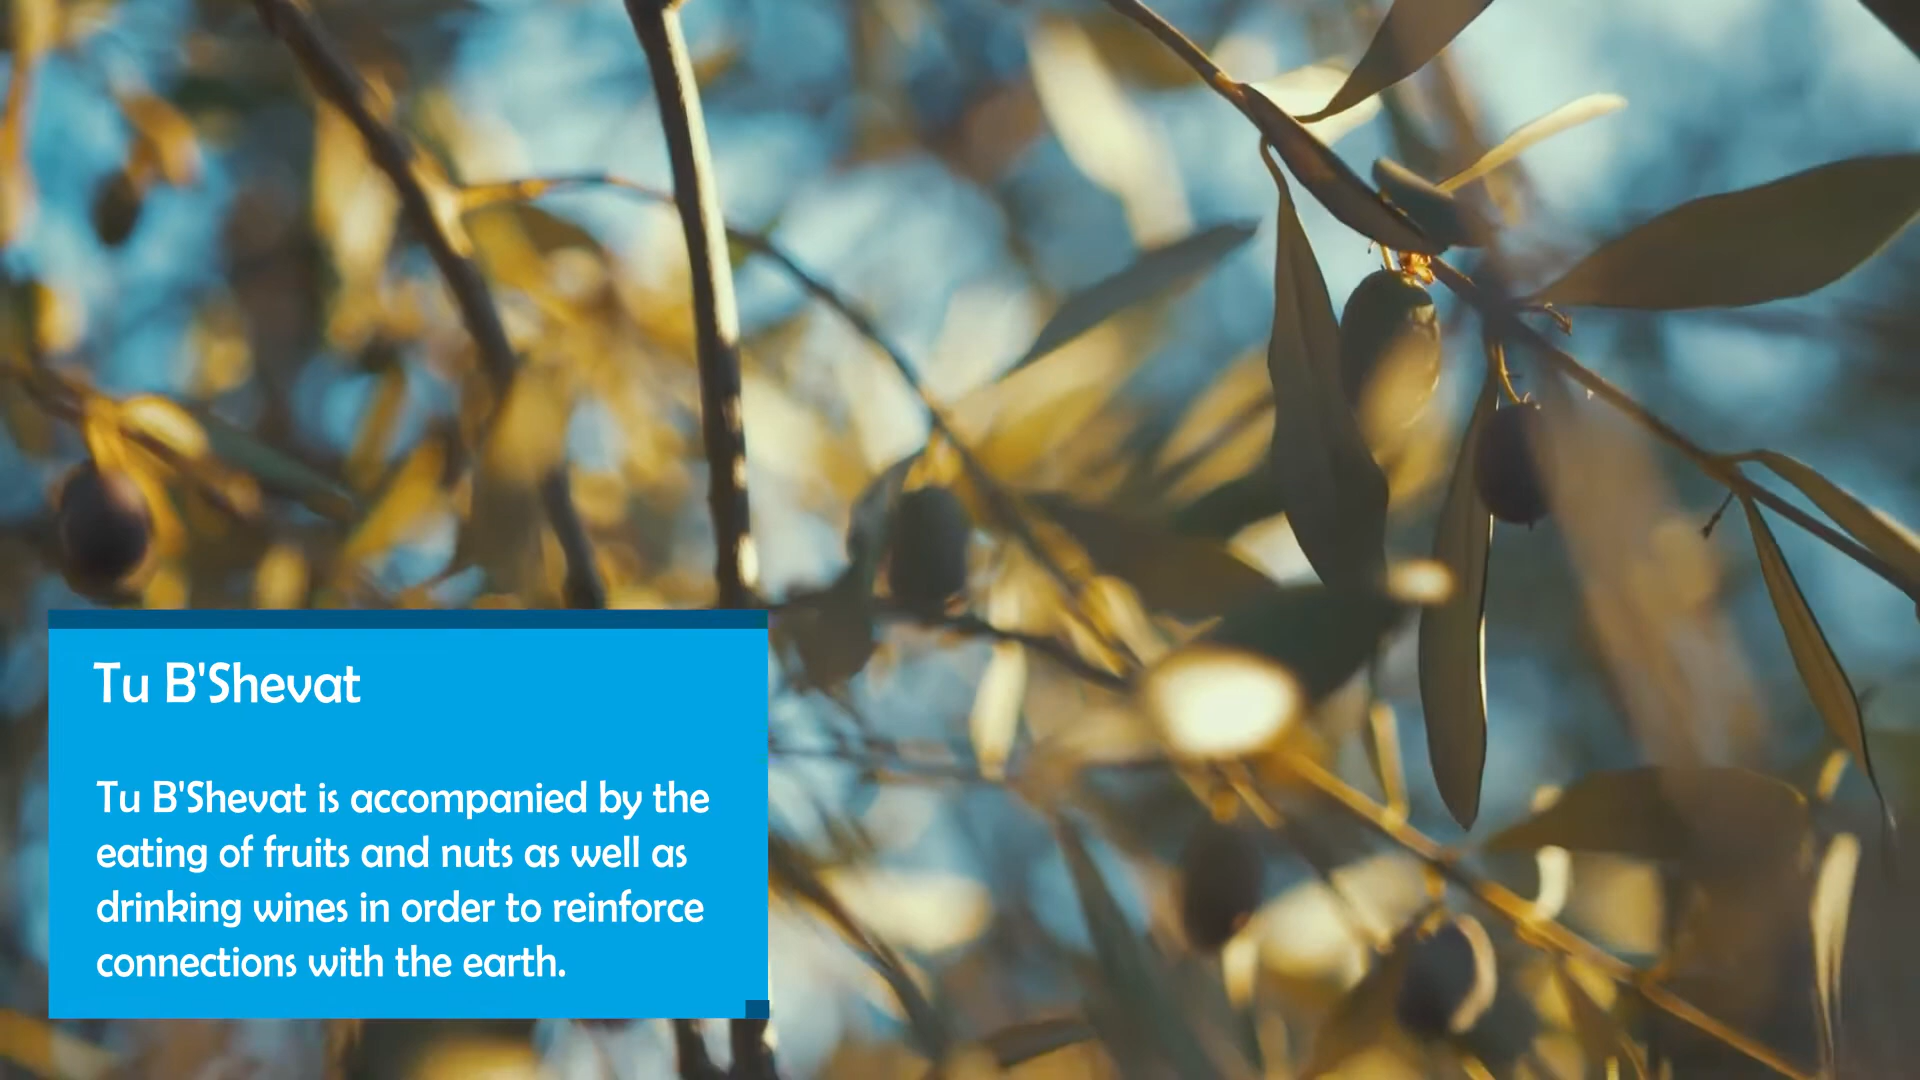 Tu B'Shevat
Tu B'Shevat is accompanied by the
eating of fruits and nuts as well as
drinking wines in order to reinforce
connections with the earth.